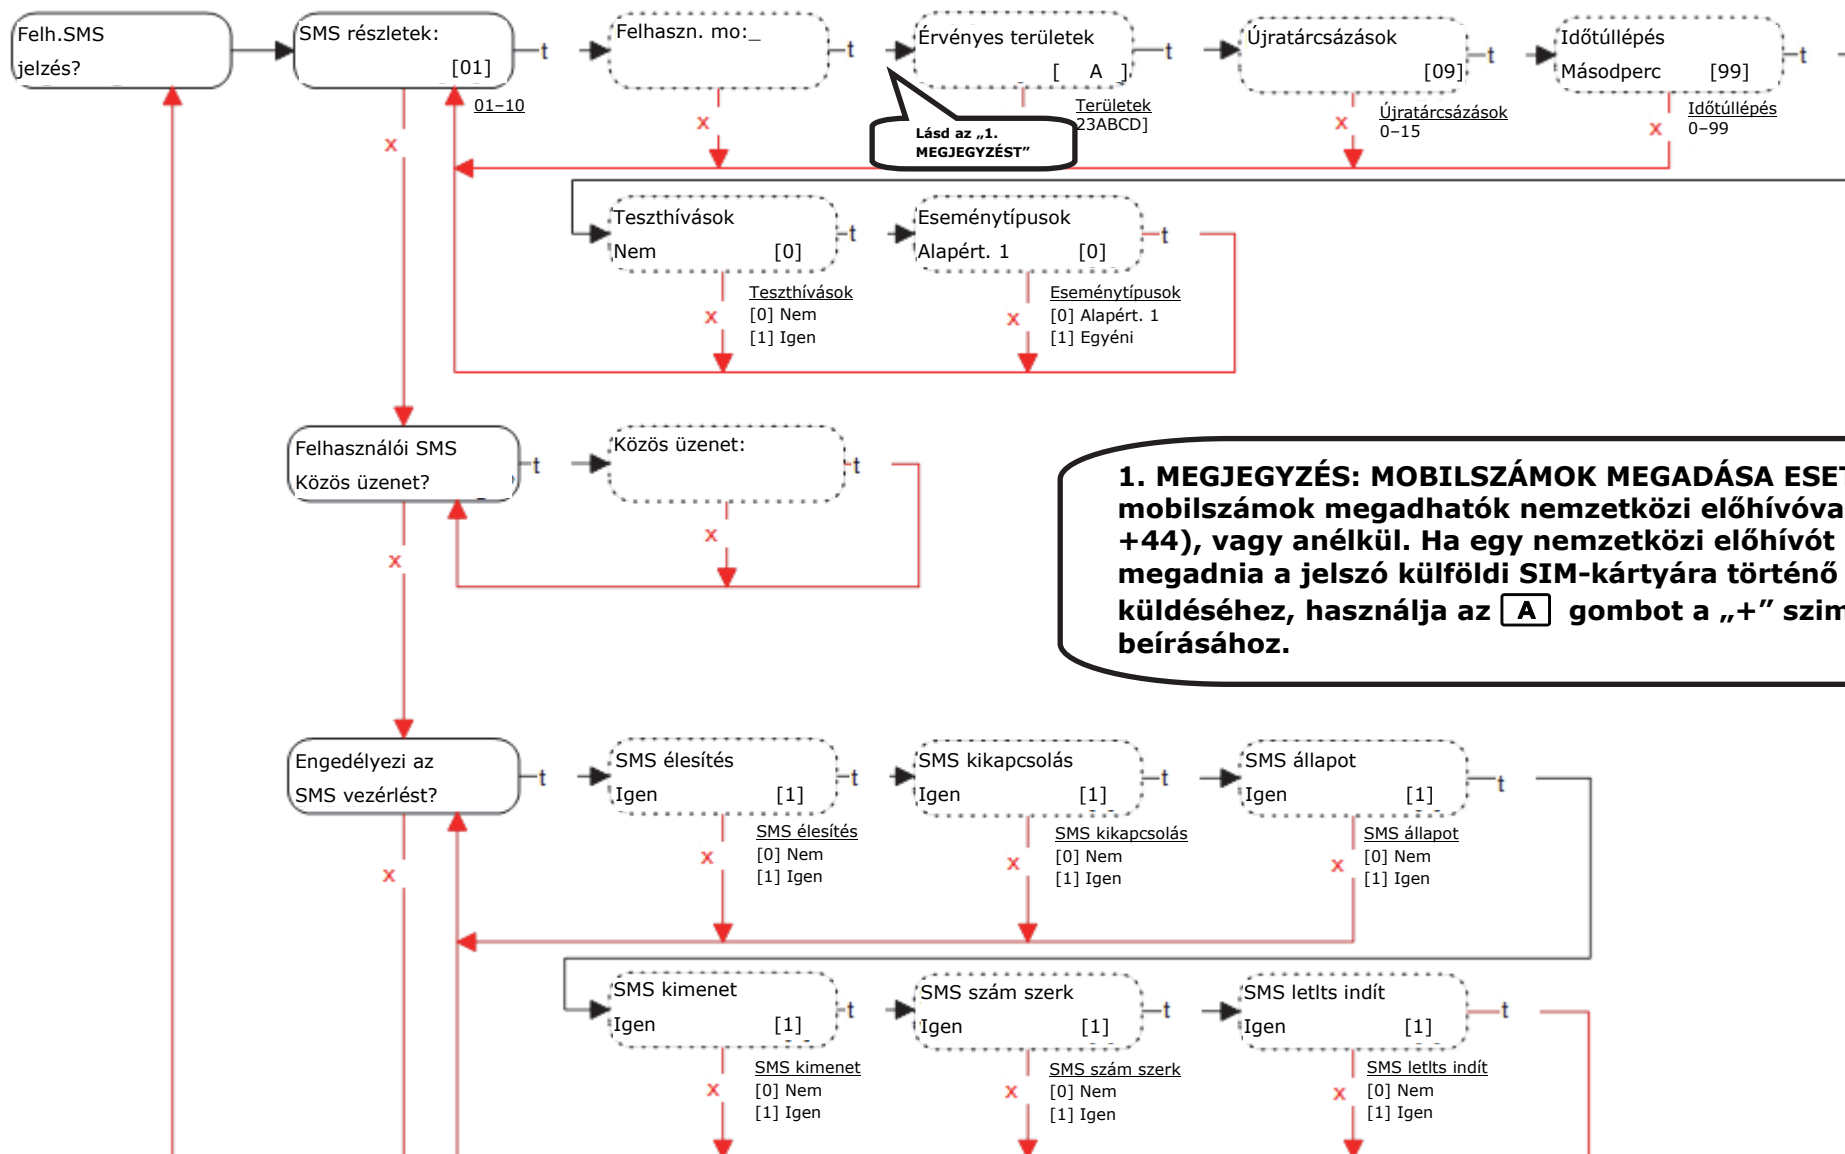 Felh.SMS
jelzés?
SMS részletek:
[01]
t
01–10
x
Felhaszn. mo:_
t
x
Érvényes területek
[ A ]
t
Területek
23ABCD]
Lásd az „1.
MEGJEGYZÉST”
Újratárcsázások
[09]
t
Újratárcsázások
0–15
x
Időtúllépés
Másodperc [99]
t
Időtúllépés
0–99
x
Teszthívások
Nem [0]
t
Teszthívások
[0] Nem
[1] Igen
x
Eseménytípusok
Alapért. 1 [0]
t
Eseménytípusok
[0] Alapért. 1
[1] Egyéni
x
Felhasználói SMS
Közös üzenet?
t
x
Közös üzenet:
t
x
1. MEGJEGYZÉS: MOBILSZÁMOK MEGADÁSA ESET
mobilszámok megadhatók nemzetközi előhívóva
+44), vagy anélkül. Ha egy nemzetközi előhívót
megadnia a jelszó külföldi SIM-kártyára történő
küldéséhez, használja az A gombot a „+” szim
beírásához.
Engedélyezi az
SMS vezérlést?
t
x
SMS élesítés
Igen [1]
t
SMS élesítés
[0] Nem
[1] Igen
x
SMS kikapcsolás
Igen [1]
t
SMS kikapcsolás
[0] Nem
[1] Igen
x
SMS állapot
Igen [1]
t
SMS állapot
[0] Nem
[1] Igen
x
SMS kimenet
Igen [1]
t
SMS kimenet
[0] Nem
[1] Igen
x
SMS szám szerk
Igen [1]
t
SMS szám szerk
[0] Nem
[1] Igen
x
SMS letlts indít
Igen [1]
t
SMS letlts indít
[0] Nem
[1] Igen
x